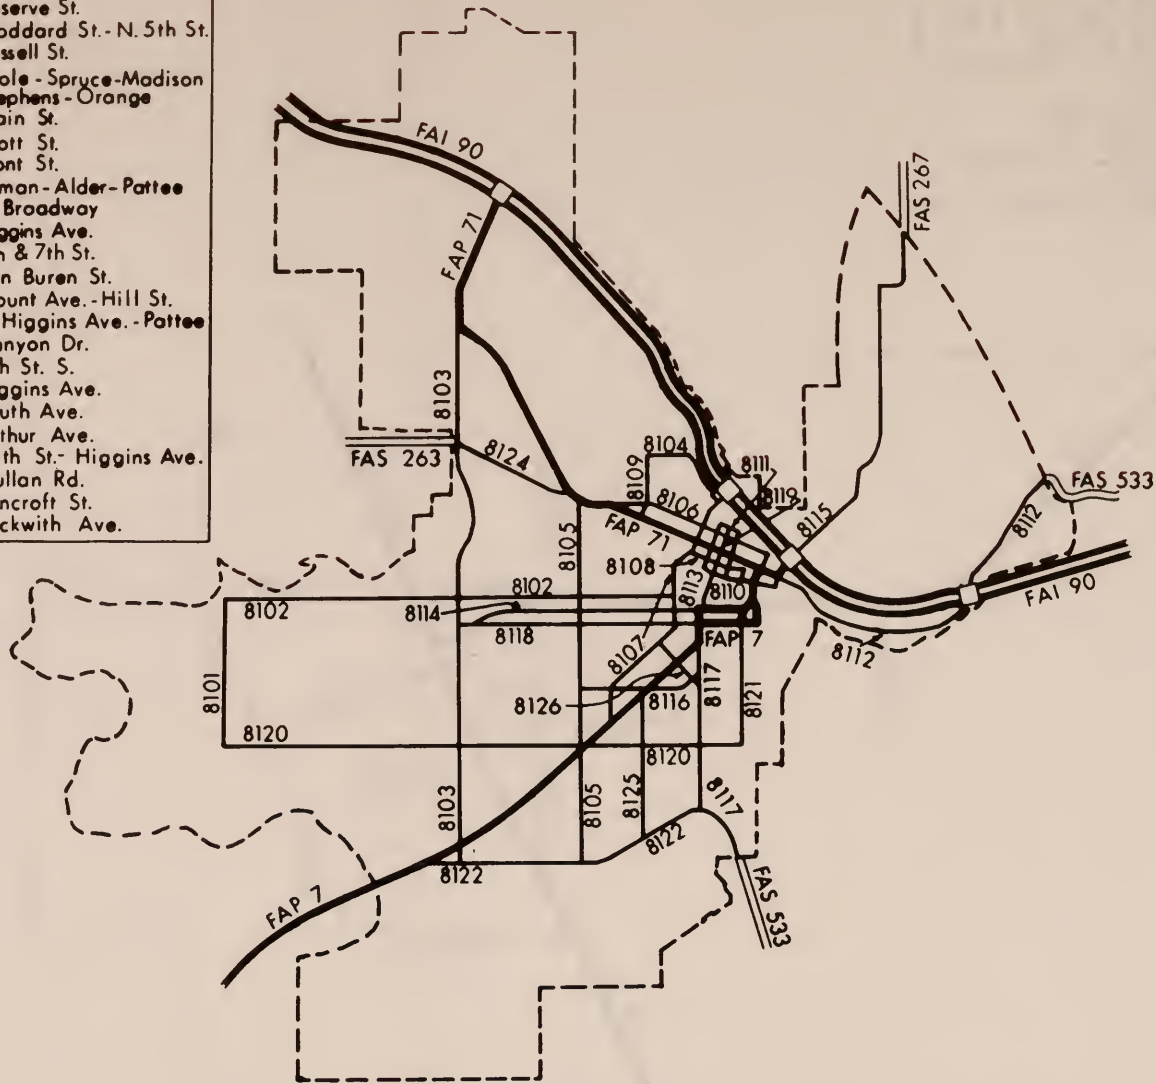 serve St.
oddard St.-N. 5th St.
ssell St.
ole-Spruce-Madison
ephens-Orange
ain St.
ott St.
ont St.
man-Alder-Pattee
Broadway
ggins Ave.
h & 7th St.
n Buren St.
ount Ave.-Hill St.
Higgins Ave.-Pattee
nyon Dr.
h St. S.
ggins Ave.
uth Ave.
thur Ave.
th St.- Higgins Ave.
ullan Rd.
ncroft St.
ckwith Ave.
FAI 90
FAP 71
FAS 267
8103
FAS 263
8124
8104
8109
8111
8119
8106
FAP 71
8115
FAS 533
8112
8105
8108
8113
8110
8102
8102
8114
8118
FAI 90
FAP 7
8107
8112
8101
8126
8116
8117
8121
8120
8120
8103
8105
8125
8117
8122
8122
FAP 7
FAS 533